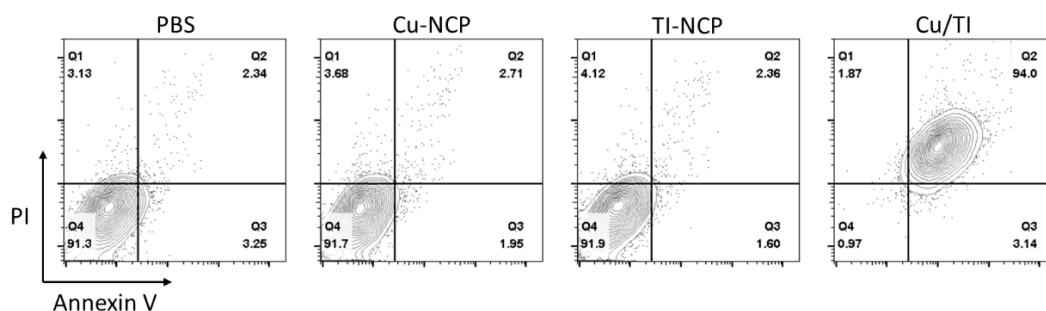 PBS
Cu-NCP
TI-NCP
Cu/TI
Q1
3.13
Q2
2.34
Q1
3.68
Q2
2.71
Q1
4.12
Q2
2.36
Q1
1.87
Q2
94.0
PI
Q4
91.3
Q3
3.25
Q4
91.7
Q3
1.95
Q4
91.9
Q3
1.60
Q4
0.97
Q3
3.14
Annexin V